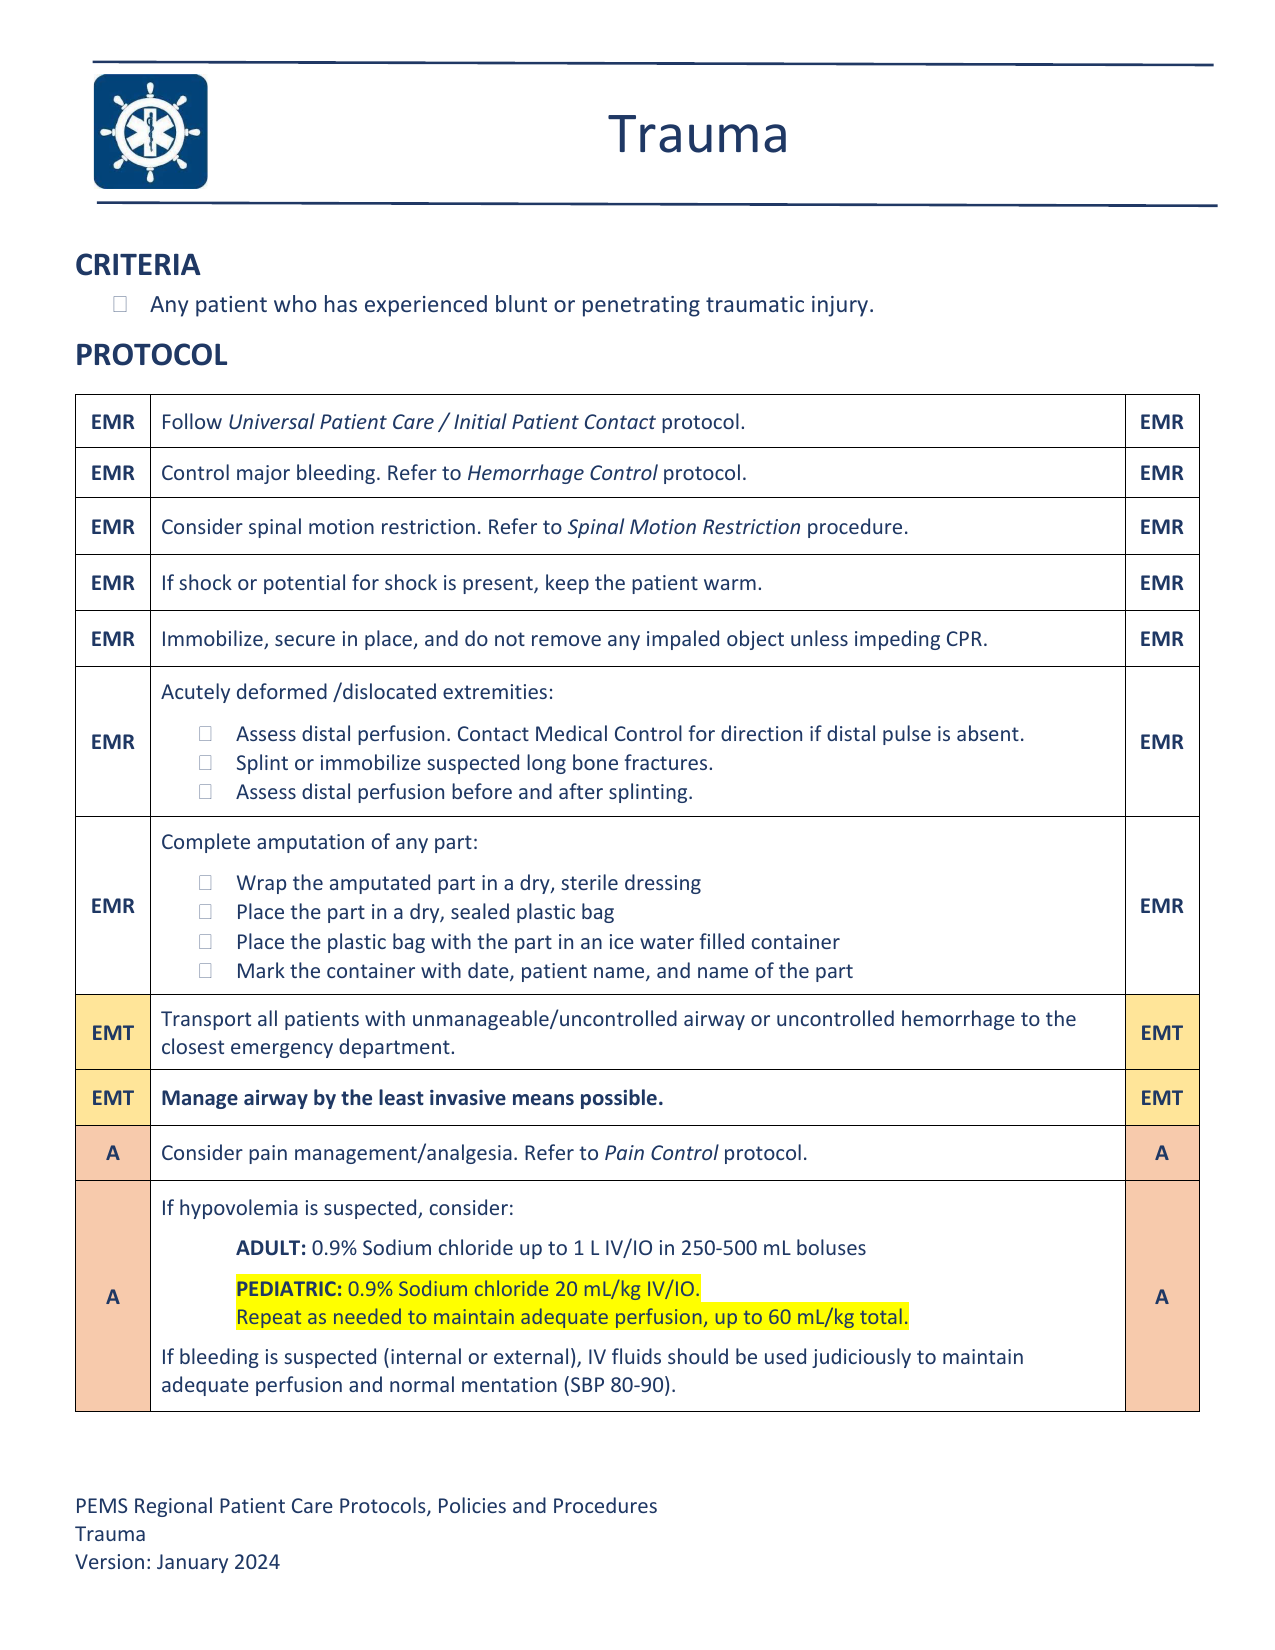 Trauma
CRITERIA
Any patient who has experienced blunt or penetrating traumatic injury.
PROTOCOL
EMR Follow Universal Patient Care / Initial Patient Contact protocol. EMR
EMR Control major bleeding. Refer to Hemorrhage Control protocol. EMR
EMR Consider spinal motion restriction. Refer to Spinal Motion Restriction procedure. EMR
EMR If shock or potential for shock is present, keep the patient warm. EMR
EMR Immobilize, secure in place, and do not remove any impaled object unless impeding CPR. EMR
Acutely deformed /dislocated extremities:
Assess distal perfusion. Contact Medical Control for direction if distal pulse is absent.
EMR EMR
Splint or immobilize suspected long bone fractures.
Assess distal perfusion before and after splinting.
Complete amputation of any part:
Wrap the amputated part in a dry, sterile dressing
EMR EMR
Place the part in a dry, sealed plastic bag
Place the plastic bag with the part in an ice water filled container
Mark the container with date, patient name, and name of the part
EMT EMT
Transport all patients with unmanageable/uncontrolled airway or uncontrolled hemorrhage to the
closest emergency department.
EMT Manage airway by the least invasive means possible. EMT
A Consider pain management/analgesia. Refer to Pain Control protocol. A
If hypovolemia is suspected, consider:
ADULT: 0.9% Sodium chloride up to 1 L IV/IO in 250-500 mL boluses
PEDIATRIC: 0.9% Sodium chloride 20 mL/kg IV/IO.
A A
Repeat as needed to maintain adequate perfusion, up to 60 mL/kg total.
If bleeding is suspected (internal or external), IV fluids should be used judiciously to maintain
adequate perfusion and normal mentation (SBP 80-90).
PEMS Regional Patient Care Protocols, Policies and Procedures
Trauma
Version: January 2024